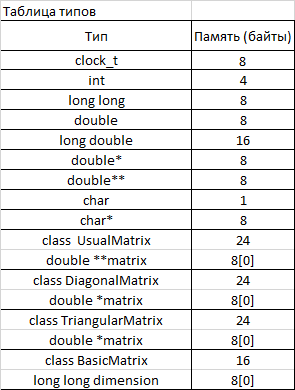 Таблица типов
Тип Память (байты)
clock_t 8
int 4
long long 8
double 8
long double 16
double* 8
double** 8
char 1
char* 8
class UsualMatrix 24
double **matrix 8[0]
class DiagonalMatrix 24
double *matrix 8[0]
class TriangularMatrix 24
double *matrix 8[0]
class BasicMatrix 16
long long dimension 8[0]